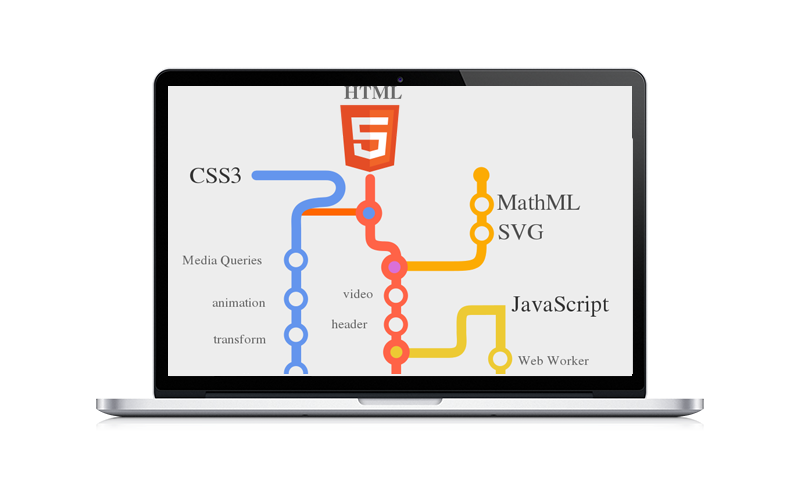 HTML
5
CSS3
MathML
SVG
Media Queries
video
animation
JavaScript
header
transform
Web Worker